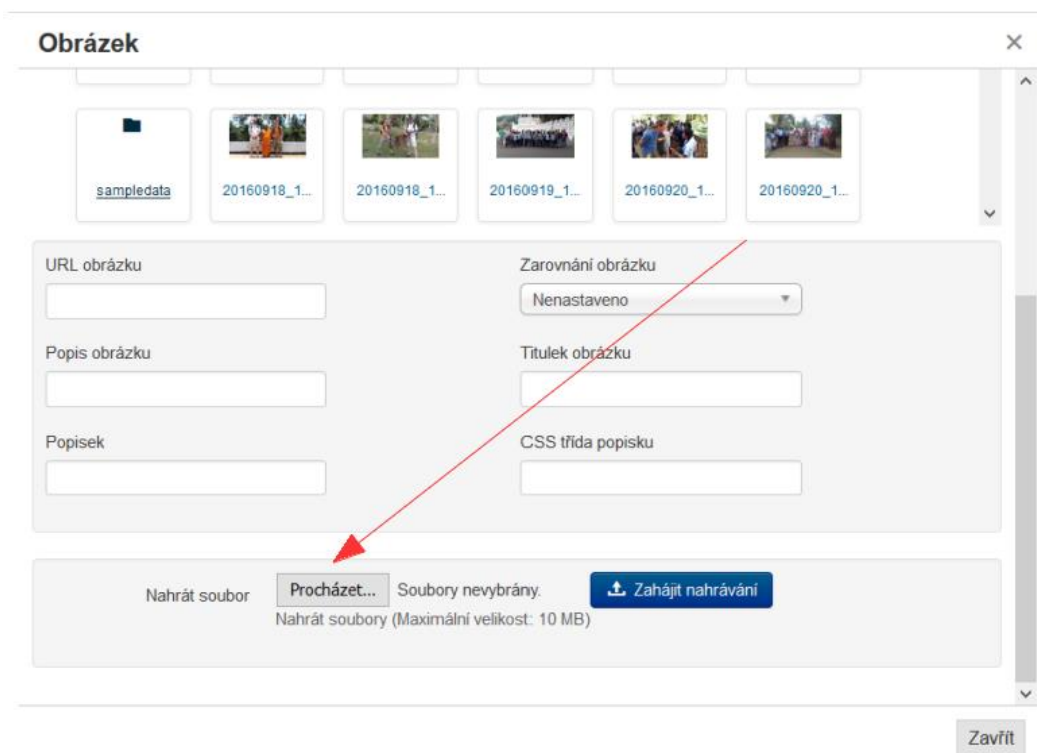 Obrázek
sampledata 20160918_1... 20160918_1... 20160919_1... 20160920_1... 20160920_1...
URL obrázku Zarovnání obrázku
Nenastaveno
Popis obrázku Titulek obrázku
Popisek CSS třída popisku
Nahrát soubor Procházet... Soubory nevybrány. Zahájit nahrávání
Nahrát soubory (Maximální velikost: 10 MB)
Zavřít